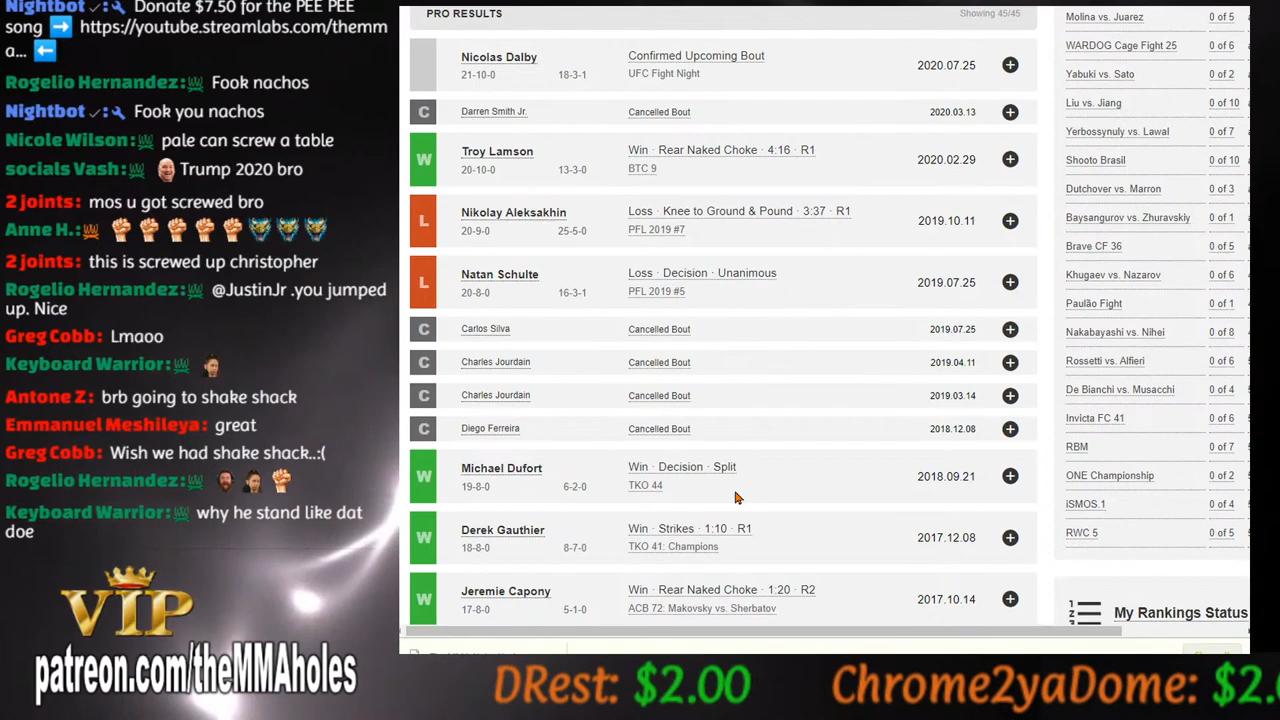 Nightbot ✓: Donate $7.50 for the PEE PEE
song ➡ https://youtube.streamlabs.com/themm
a... ⬅
Rogelio Hernandez: Fook nachos
Nightbot ✓: Fook you nachos
Nicole Wilson: pale can screw a table
socials Vash: Trump 2020 bro
2 joints: mos u got screwed bro
Anne H.:
2 joints: this is screwed up christopher
Rogelio Hernandez: @JustinJr .you jumped
up. Nice
Greg Cobb: Lmaoo
Keyboard Warrior:
Antone Z: brb going to shake shack
Emmanuel Meshileya: great
Greg Cobb: Wish we had shake shack..:(
Rogelio Hernandez:
Keyboard Warrior: why he stand like dat
doe
VIP
patreon.com/theMMAholes
PRO RESULTS Showing 45/45
Nicolas Dalby Confirmed Upcoming Bout 2020.07.25
21-10-0 18-3-1 UFC Fight Night
C Darren Smith Jr. Cancelled Bout 2020.03.13
W Troy Lamson Win · Rear Naked Choke · 4:16 · R1 2020.02.29
20-10-0 13-3-0 BTC 9
L Nikolay Aleksakhin Loss · Knee to Ground & Pound · 3:37 · R1 2019.10.11
20-9-0 25-5-0 PFL 2019 #7
L Natan Schulte Loss · Decision · Unanimous 2019.07.25
20-8-0 16-3-1 PFL 2019 #5
C Carlos Silva Cancelled Bout 2019.07.25
C Charles Jourdain Cancelled Bout 2019.04.11
C Charles Jourdain Cancelled Bout 2019.03.14
C Diego Ferreira Cancelled Bout 2018.12.08
W Michael Dufort Win · Decision · Split 2018.09.21
19-8-0 6-2-0 TKO 44
W Derek Gauthier Win · Strikes · 1:10 · R1 2017.12.08
18-8-0 8-7-0 TKO 41: Champions
W Jeremie Capony Win · Rear Naked Choke · 1:20 · R2 2017.10.14
17-8-0 5-1-0 ACB 72: Makovsky vs. Sherbatov
Molina vs. Juarez 0 of 5
WARDOG Cage Fight 25 0 of 6
Yabuki vs. Sato 0 of 2
Liu vs. Jiang 0 of 10
Yerbossynuly vs. Lawal 0 of 7
Shooto Brasil 0 of 10
Dutchover vs. Marron 0 of 3
Baysangurov vs. Zhuravskiy 0 of 1
Brave CF 36 0 of 5
Khugaev vs. Nazarov 0 of 6
Paulão Fight 0 of 1
Nakabayashi vs. Nihei 0 of 8
Rossetti vs. Alfieri 0 of 6
De Bianchi vs. Musacchi 0 of 4
Invicta FC 41 0 of 6
RBM 0 of 7
ONE Championship 0 of 2
iSMOS.1 0 of 4
RWC 5 0 of 5
My Rankings Status
DRest: $2.00 Chrome2yaDome: $2.0